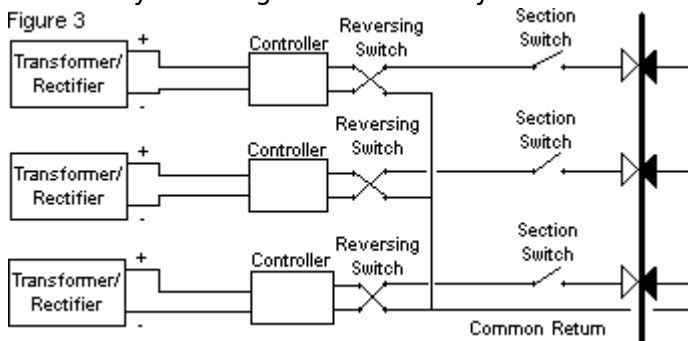 Figure 3
+
Transformer/
Rectifier
-
Controller
Reversing
Switch
Section
Switch
+
Transformer/
Rectifier
-
Controller
Reversing
Switch
Section
Switch
+
Transformer/
Rectifier
-
Controller
Reversing
Switch
Section
Switch
Common Return